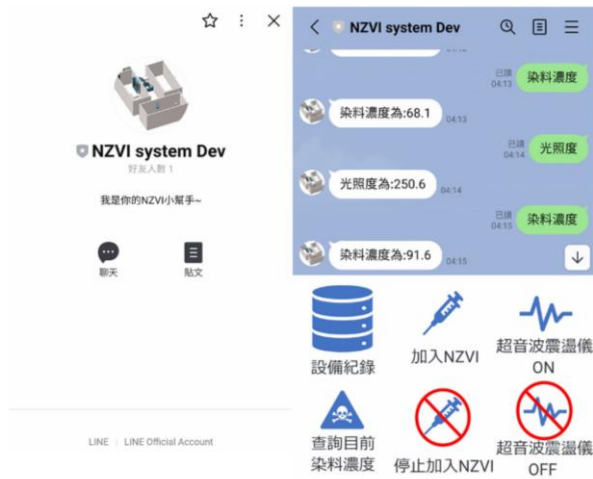 NZVI system Dev
好友人數 1
我是你的NZVI小幫手~
聊天
貼文
LINE
LINE Official Account
NZVI system Dev
已讀
04:13
染料濃度
染料濃度為:68.1
04:13
已讀
04:14
光照度
光照度為:250.6
04:14
已讀
04:15
染料濃度
染料濃度為:91.6
04:15
設備紀錄
加入NZVI
超音波震盪儀
ON
查詢目前
染料濃度
停止加入NZVI
超音波震盪儀
OFF